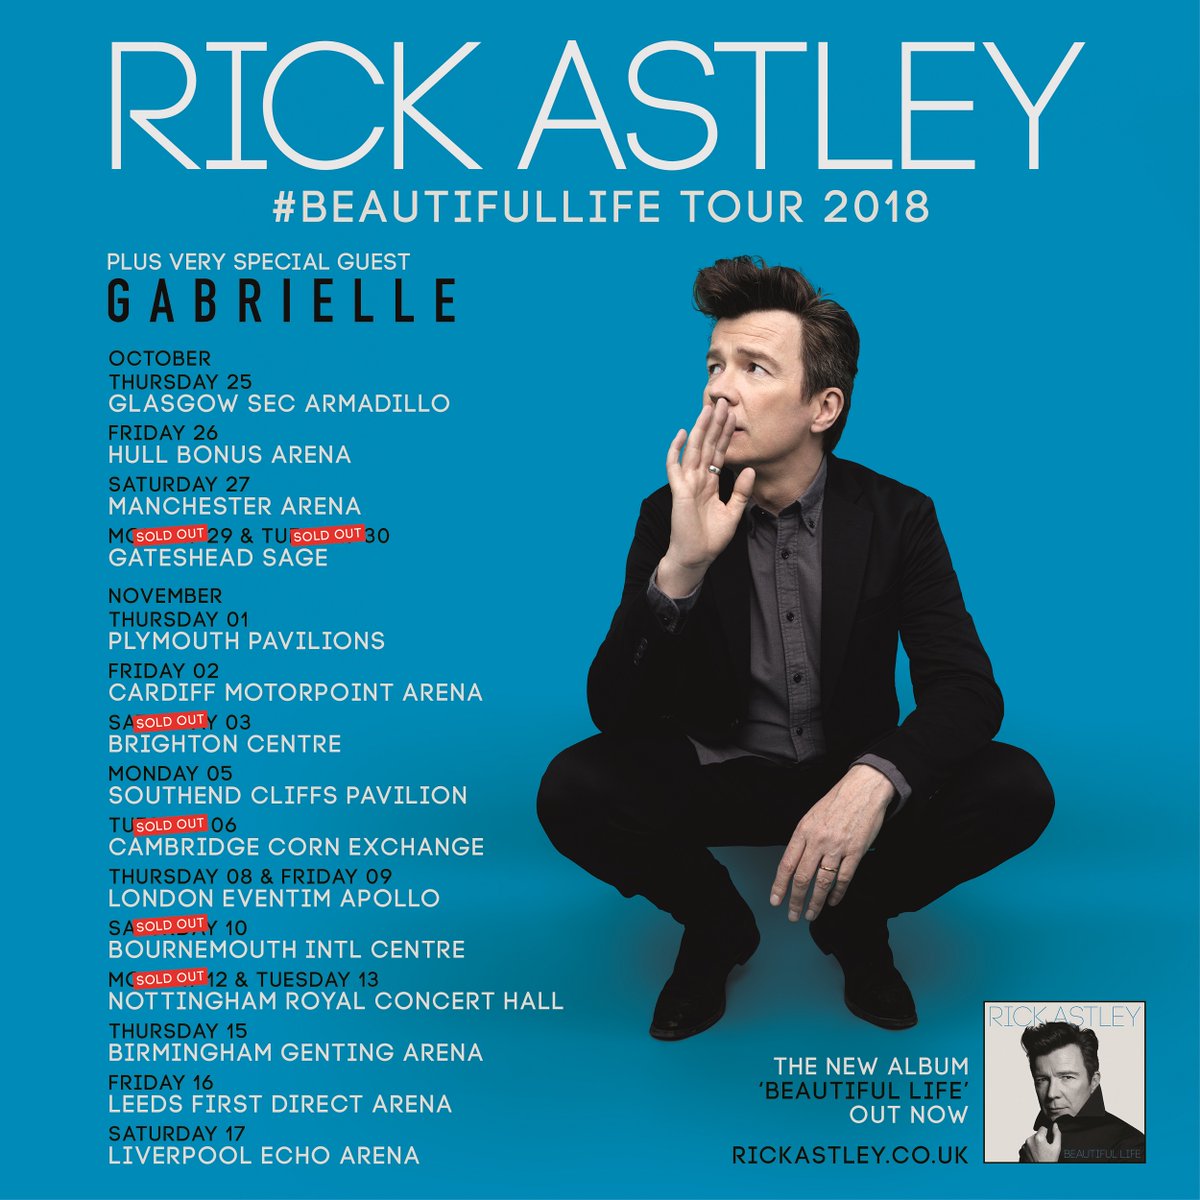 RICK ASTLEY
#BEAUTIFULLIFE TOUR 2018
PLUS VERY SPECIAL GUEST
GABRIELLE
OCTOBER
THURSDAY 25
GLASGOW SEC ARMADILLO
FRIDAY 26
HULL BONUS ARENA
SATURDAY 27
MANCHESTER ARENA
SOLD OUT 29 & SOLD OUT 30
GATESHEAD SAGE
NOVEMBER
THURSDAY 01
PLYMOUTH PAVILIONS
FRIDAY 02
CARDIFF MOTORPOINT ARENA
SOLD OUT 03
BRIGHTON CENTRE
MONDAY 05
SOUTHEND CLIFFS PAVILION
SOLD OUT 06
CAMBRIDGE CORN EXCHANGE
THURSDAY 08 & FRIDAY 09
LONDON EVENTIM APOLLO
SOLD OUT 10
BOURNEMOUTH INTL CENTRE
SOLD OUT 12 & TUESDAY 13
NOTTINGHAM ROYAL CONCERT HALL
THURSDAY 15
BIRMINGHAM GENTING ARENA
FRIDAY 16
LEEDS FIRST DIRECT ARENA
SATURDAY 17
LIVERPOOL ECHO ARENA
THE NEW ALBUM
‘BEAUTIFUL LIFE’
OUT NOW
RICKASTLEY.CO.UK
RICK ASTLEY
BEAUTIFUL LIFE